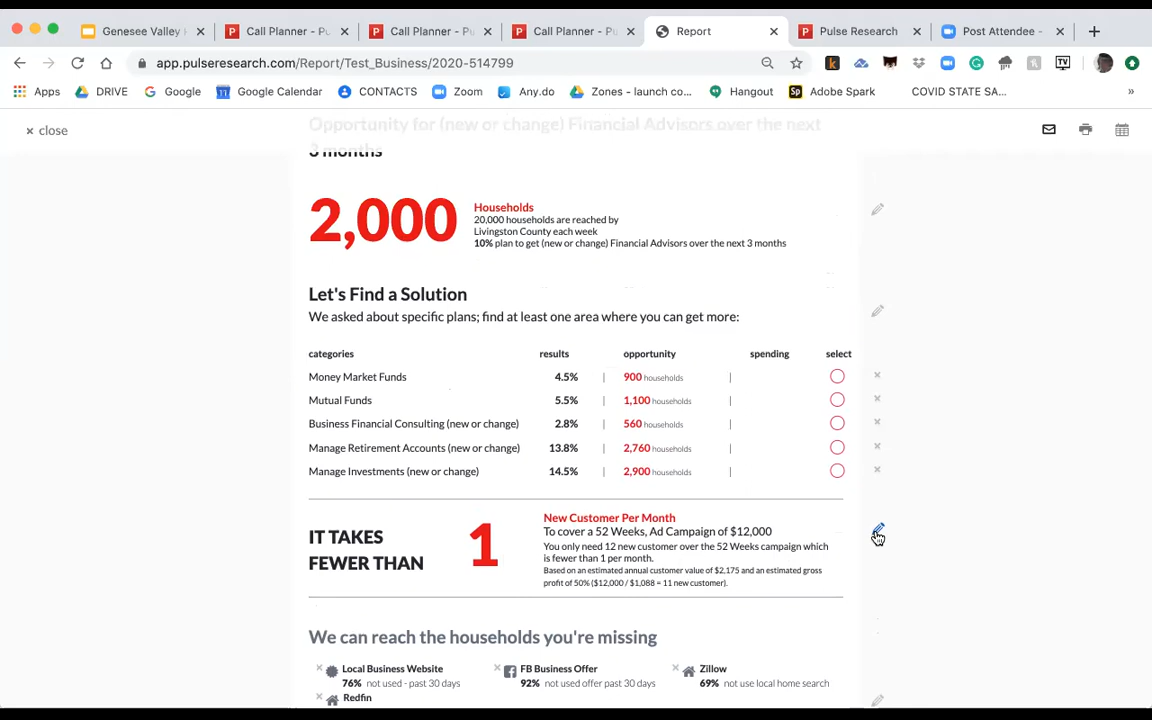 Genesee Valley
Call Planner - Pu
Call Planner - Pu
Call Planner - Pu
Report
Pulse Research
Post Attendee -
app.pulseresearch.com/Report/Test_Business/2020-514799
Apps
DRIVE
Google
Google Calendar
CONTACTS
Zoom
Any.do
Zones - launch co...
Hangout
Adobe Spark
COVID STATE SA...
»
× close
Opportunity for (new or change) Financial Advisors over the next
3 months
2,000
Households
20,000 households are reached by
Livingston County each week
10% plan to get (new or change) Financial Advisors over the next 3 months
Let's Find a Solution
We asked about specific plans; find at least one area where you can get more:
categories results opportunity spending select
Money Market Funds 4.5% | 900 households |
Mutual Funds 5.5% | 1,100 households |
Business Financial Consulting (new or change) 2.8% | 560 households |
Manage Retirement Accounts (new or change) 13.8% | 2,760 households |
Manage Investments (new or change) 14.5% | 2,900 households |
IT TAKES
FEWER THAN
1
New Customer Per Month
To cover a 52 Weeks, Ad Campaign of $12,000
You only need 12 new customer over the 52 Weeks campaign which
is fewer than 1 per month.
Based on an estimated annual customer value of $2,175 and an estimated gross
profit of 50% ($12,000 / $1,088 = 11 new customer).
We can reach the households you're missing
Local Business Website
76% not used - past 30 days
FB Business Offer
92% not used offer past 30 days
Zillow
69% not use local home search
Redfin